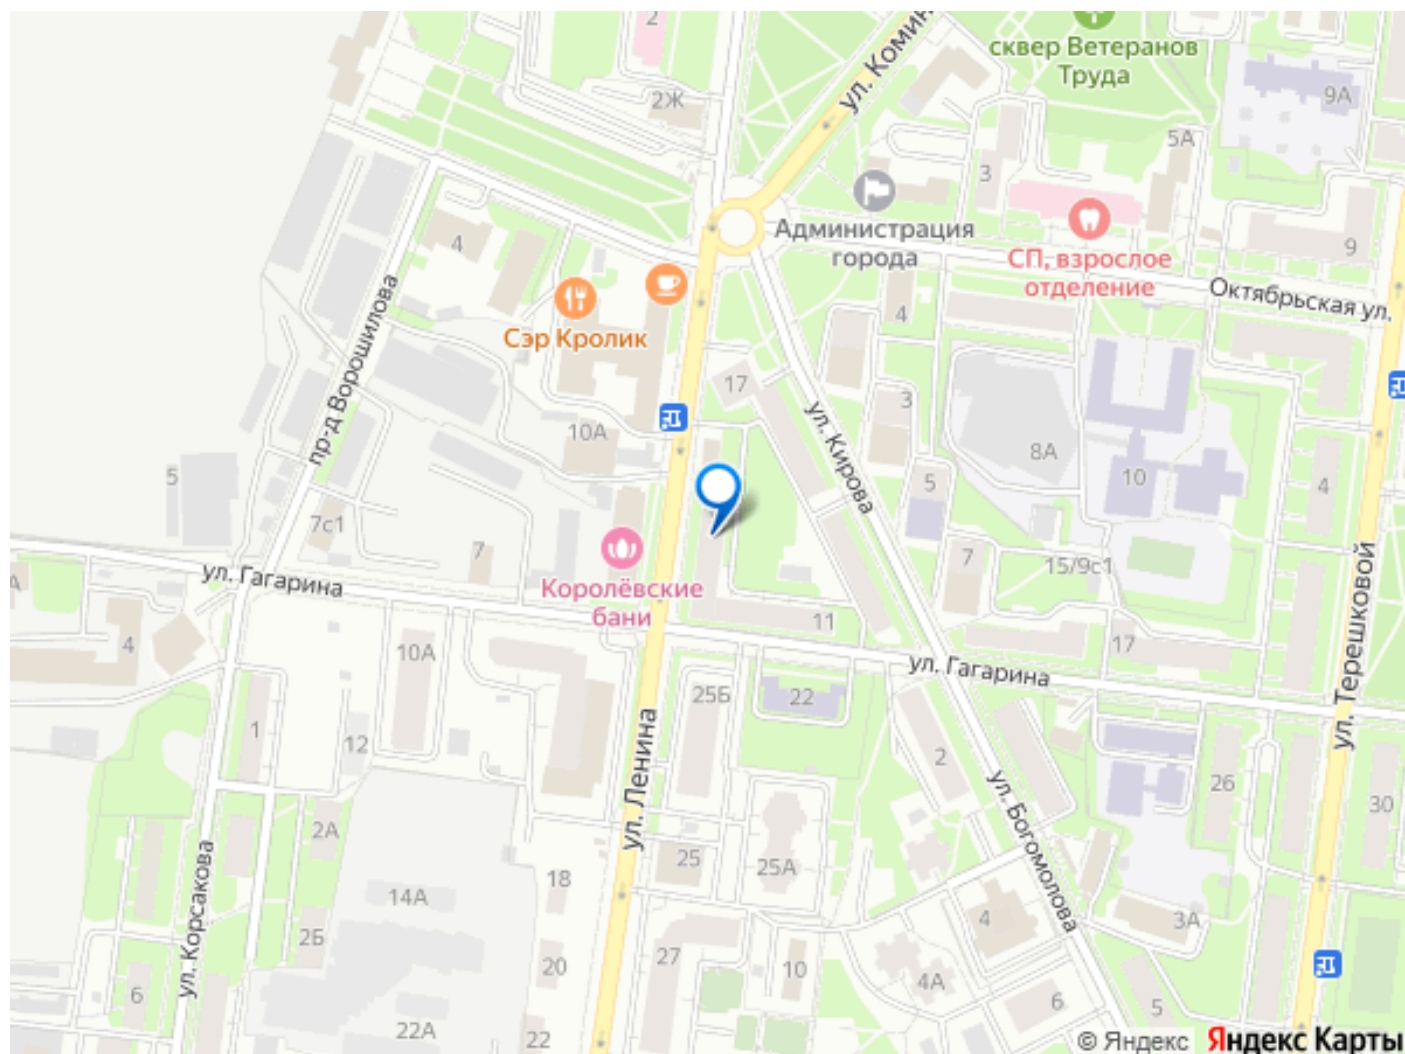 2
ул. Комин
сквер Ветеранов
Труда
2Ж
9А
5А
3
4
Администрация
города
СП, взрослое
отделение
9
Октябрьская ул.
4
Сэр Кролик
пр-д Ворошилова
17
3
ул. Кирова
10А
8А
10
4
5
5
7с1
7
7
15/9с1
ул. Гагарина
Королёвские
бани
А
11
17
4
10А
ул. Гагарина
ул. Терешковой
25Б
22
1
12
2
26
ул. Ленина
ул. Богомолова
30
2А
25
25А
18
14А
ул. Корсакова
4
3А
2Б
27
20
10
4А
6
6
5
22А
22
© Яндекс
Яндекс Карты